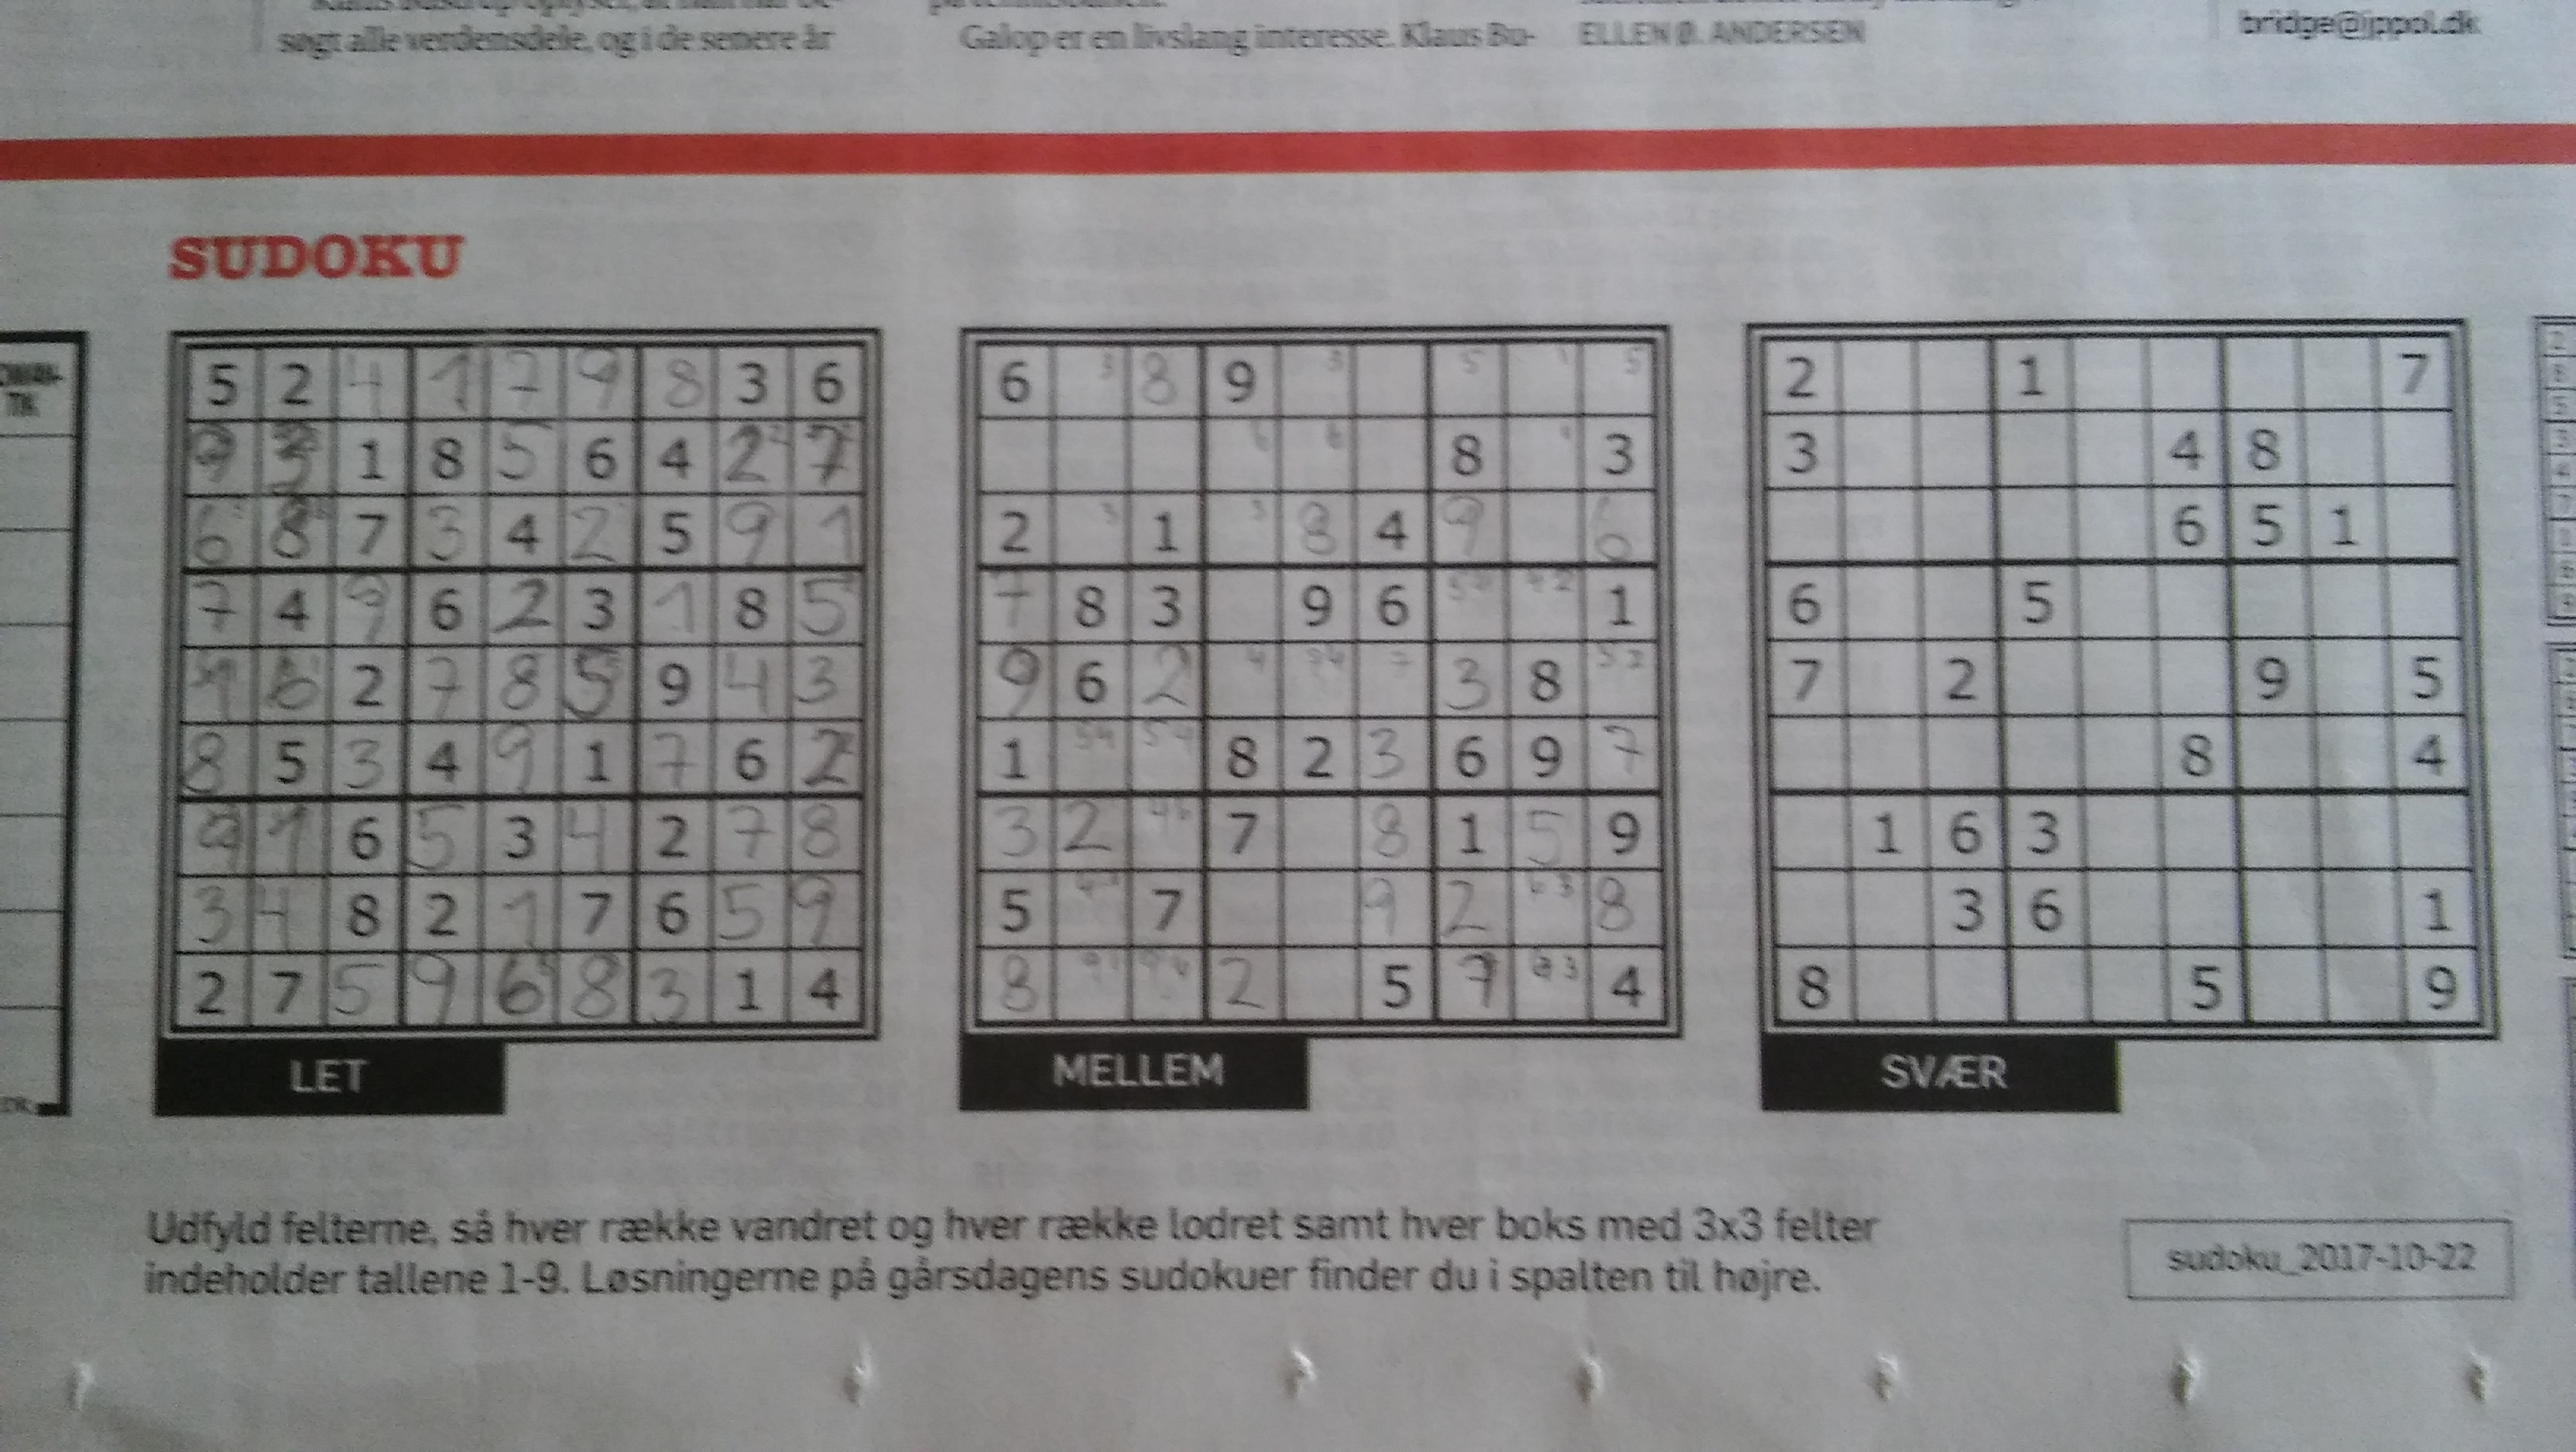 søgt alle verdensdele, og i de senere år
Galop er en livslang interesse. Klaus Bu-
ELLEN Ø. ANDERSEN
bridge@jppol.dk
SUDOKU
5 2 4 1 7 9 8 3 6
9 3 1 8 5 6 4 2 7
6 8 7 3 4 2 5 9 1
7 4 9 6 2 3 1 8 5
1 6 2 7 8 5 9 4 3
8 5 3 4 9 1 7 6 2
9 1 6 5 3 4 2 7 8
3 4 8 2 1 7 6 5 9
2 7 5 9 6 8 3 1 4
LET
6 8 9
8 3
2 1 8 4 9 6
7 8 3 9 6 1
9 6 2 3 8
1 8 2 3 6 9 7
3 2 7 8 1 5 9
5 7 9 2 8
8 2 5 7 4
MELLEM
2 1 7
3 4 8
6 5 1
6 5
7 2 9 5
8 4
1 6 3
3 6 1
8 5 9
SVÆR
Udfyld felterne, så hver række vandret og hver række lodret samt hver boks med 3x3 felter
indeholder tallene 1-9. Løsningerne på gårsdagens sudokuer finder du i spalten til højre.
sudoku_2017-10-22